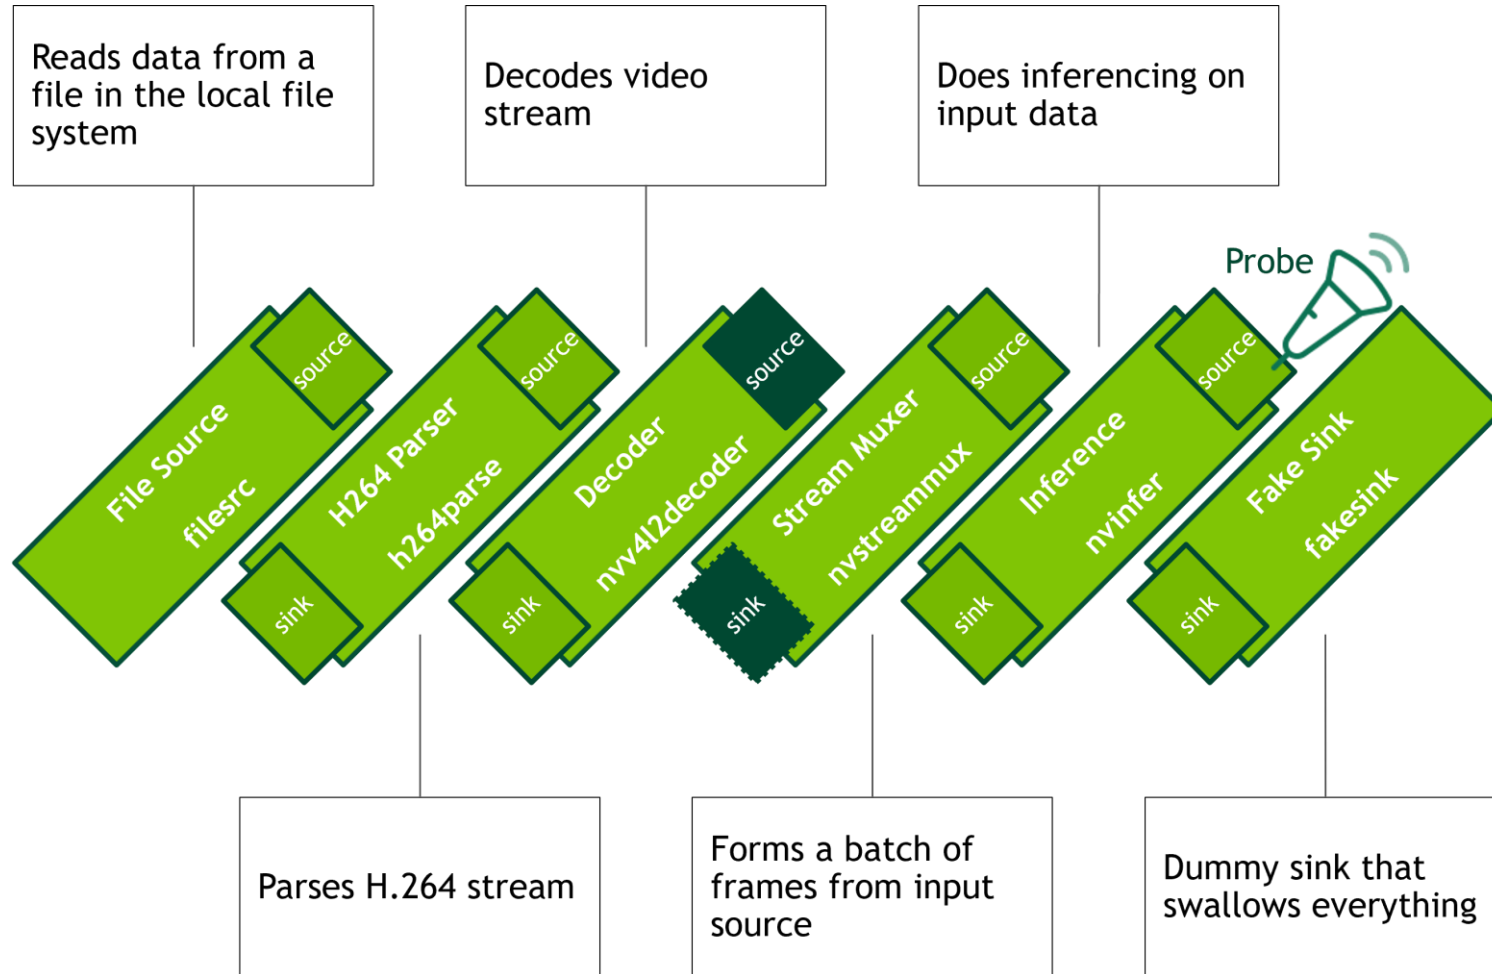 Reads data from a
file in the local file
system
Decodes video
stream
Does inferencing on
input data
Probe
source
File Source
filesrc
source
H264 Parser
h264parse
sink
source
Decoder
nvv4l2decoder
sink
source
Stream Muxer
nvstreammux
sink
source
Inference
nvinfer
sink
Fake Sink
fakesink
sink
Parses H.264 stream
Forms a batch of
frames from input
source
Dummy sink that
swallows everything